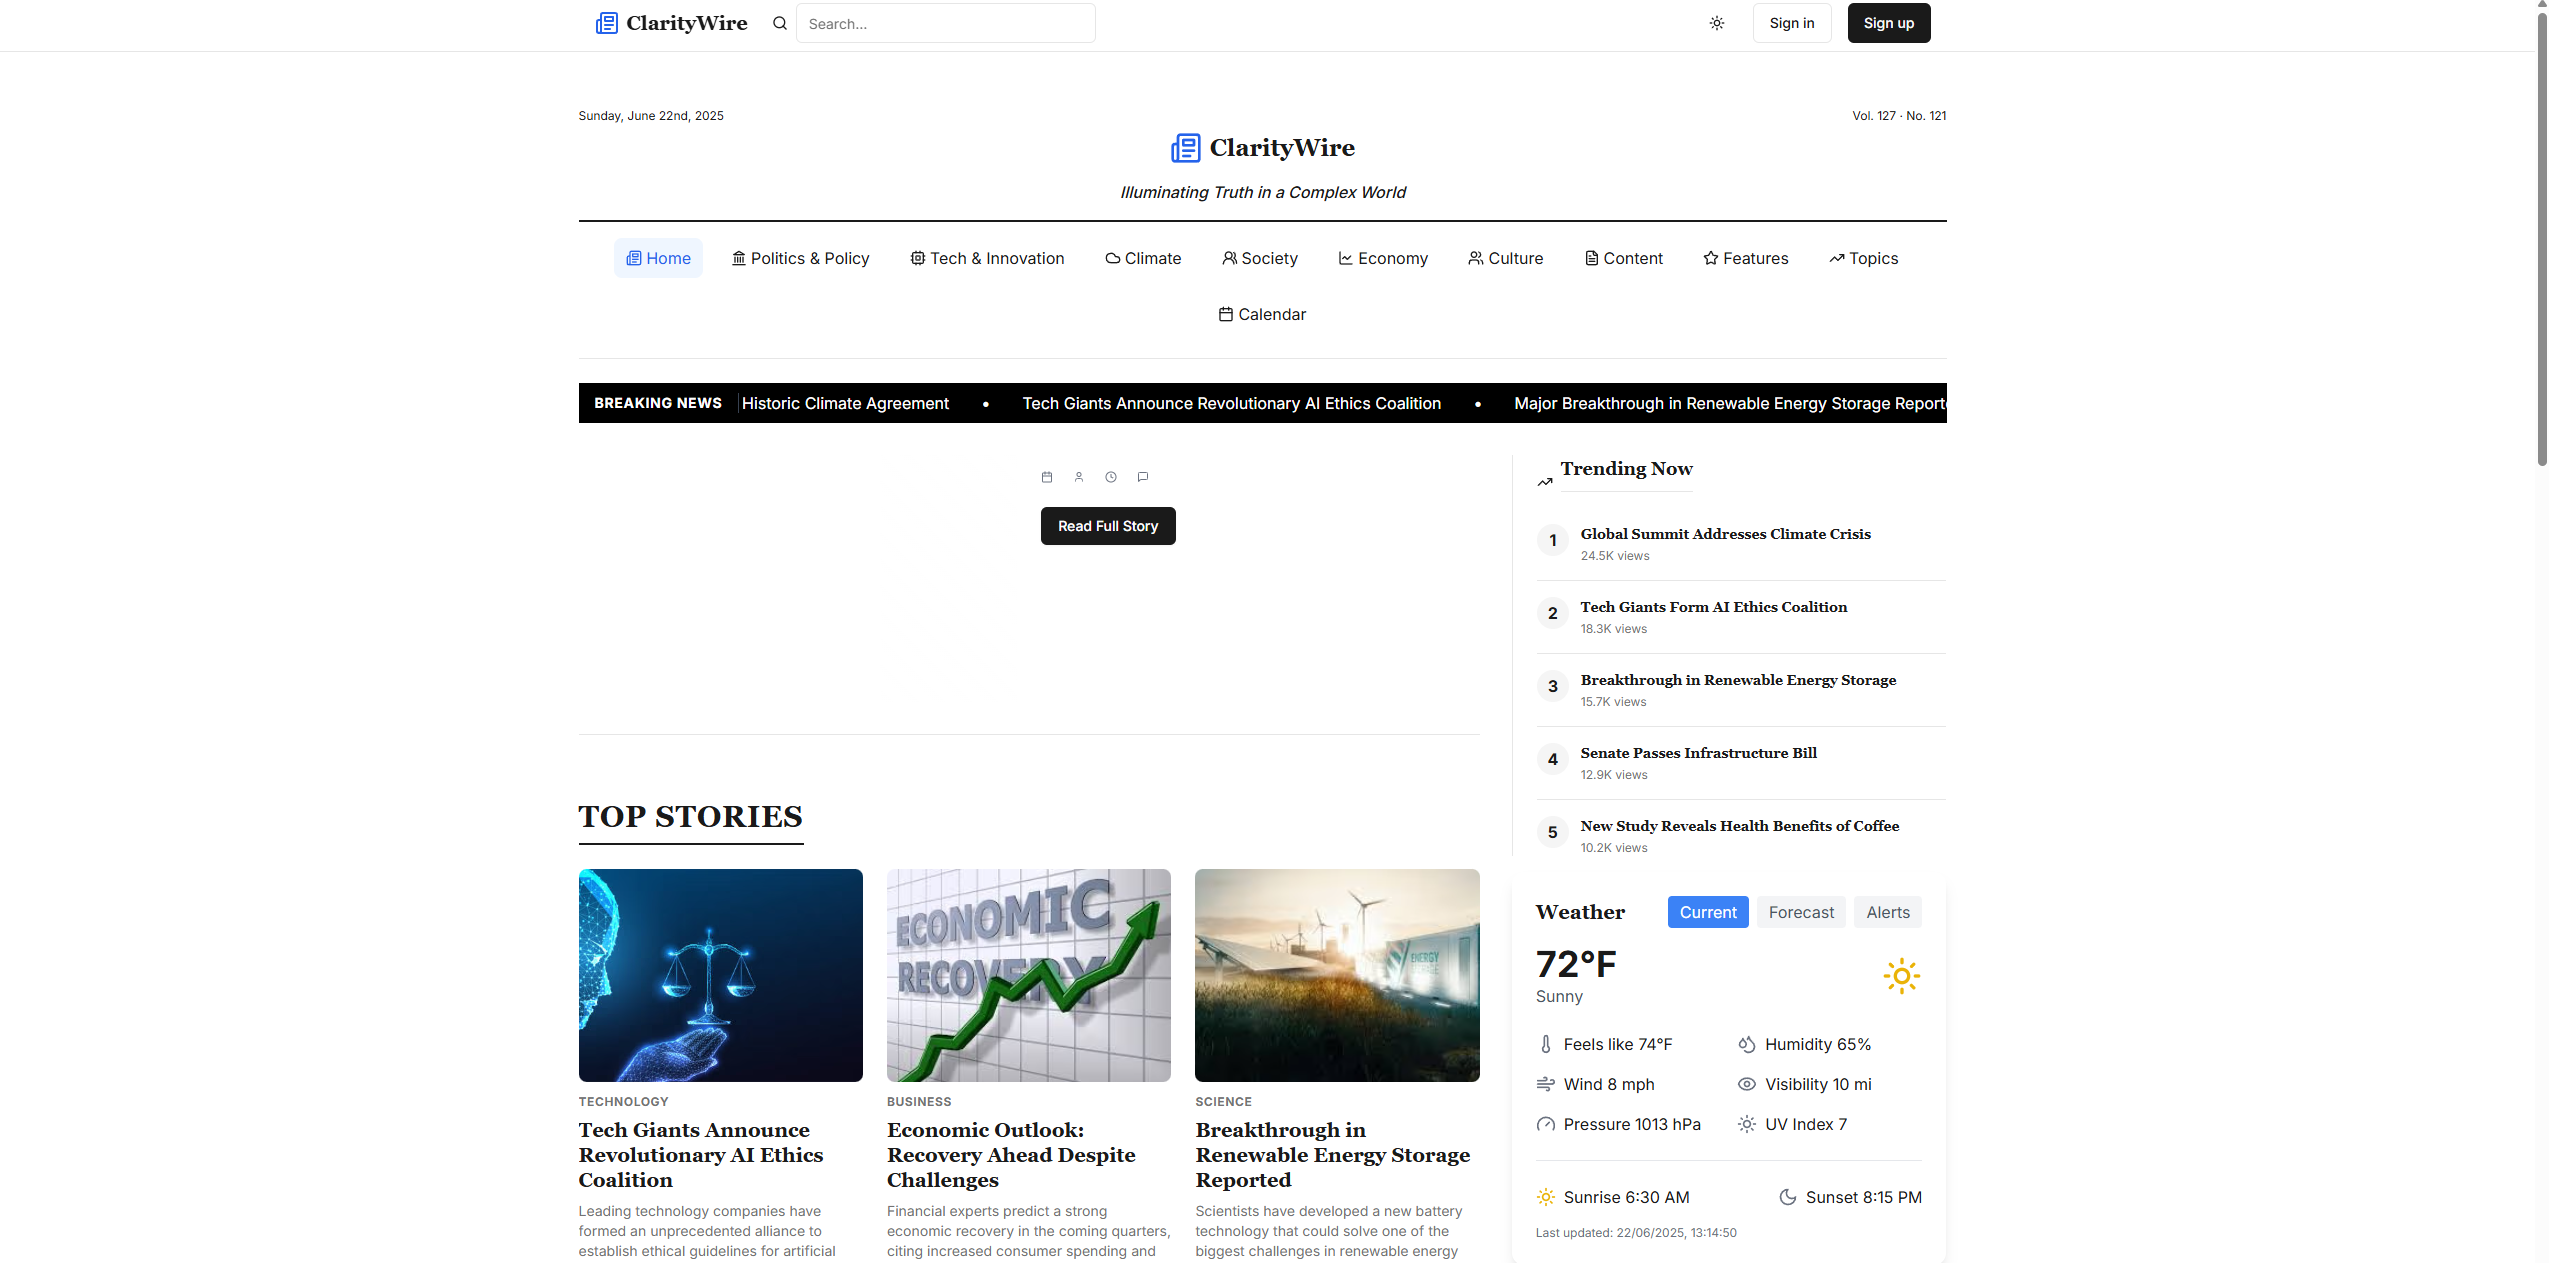 ClarityWire
Search...
Sign in
Sign up
Sunday, June 22nd, 2025
Vol. 127 · No. 121
ClarityWire
Illuminating Truth in a Complex World
Home
Politics & Policy
Tech & Innovation
Climate
Society
Economy
Culture
Content
Features
Topics
Calendar
BREAKING NEWS
Historic Climate Agreement
•
Tech Giants Announce Revolutionary AI Ethics Coalition
•
Major Breakthrough in Renewable Energy Storage Report
Read Full Story
Trending Now
1
Global Summit Addresses Climate Crisis
24.5K views
2
Tech Giants Form AI Ethics Coalition
18.3K views
3
Breakthrough in Renewable Energy Storage
15.7K views
4
Senate Passes Infrastructure Bill
12.9K views
5
New Study Reveals Health Benefits of Coffee
10.2K views
TOP STORIES
TECHNOLOGY
Tech Giants Announce
Revolutionary AI Ethics
Coalition
Leading technology companies have
formed an unprecedented alliance to
establish ethical guidelines for artificial
ECONOMIC
RECOVERY
BUSINESS
Economic Outlook:
Recovery Ahead Despite
Challenges
Financial experts predict a strong
economic recovery in the coming quarters,
citing increased consumer spending and
ENERGY
SCIENCE
Breakthrough in
Renewable Energy Storage
Reported
Scientists have developed a new battery
technology that could solve one of the
biggest challenges in renewable energy
Weather
Current
Forecast
Alerts
72°F
Sunny
Feels like 74°F
Humidity 65%
Wind 8 mph
Visibility 10 mi
Pressure 1013 hPa
UV Index 7
Sunrise 6:30 AM
Sunset 8:15 PM
Last updated: 22/06/2025, 13:14:50